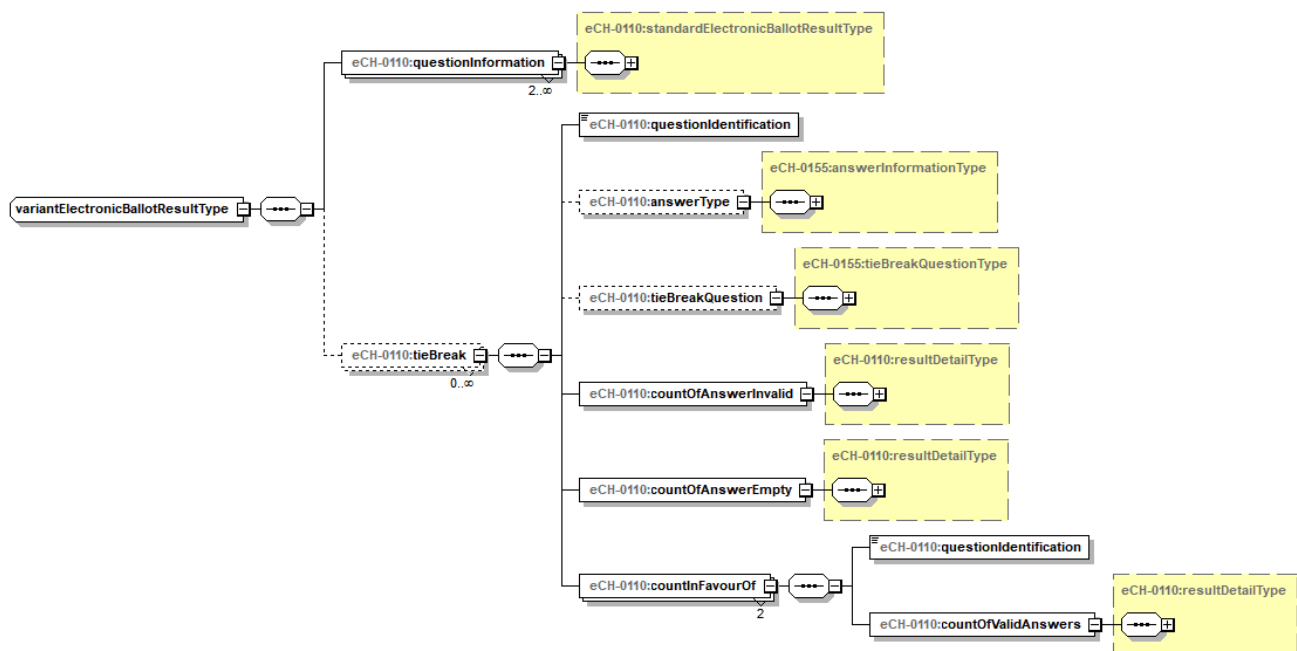 eCH-0110:standardElectronicBallotResultType
eCH-0110:questionInformation
2..∞
eCH-0110:questionIdentification
eCH-0155:answerInformationType
eCH-0110:answerType
variantElectronicBallotResultType
eCH-0155:tieBreakQuestionType
eCH-0110:tieBreakQuestion
eCH-0110:tieBreak
0..∞
eCH-0110:resultDetailType
eCH-0110:countOfAnswerInvalid
eCH-0110:resultDetailType
eCH-0110:countOfAnswerEmpty
eCH-0110:questionIdentification
eCH-0110:countInFavourOf
2
eCH-0110:resultDetailType
eCH-0110:countOfValidAnswers